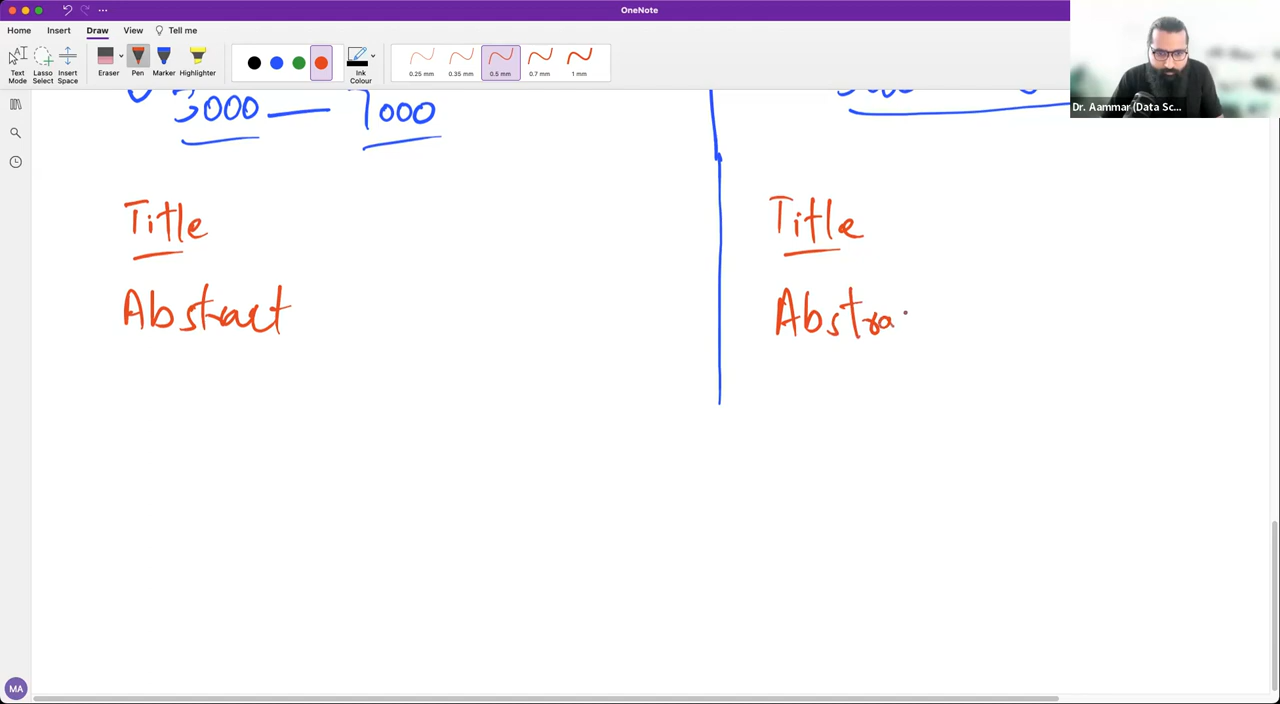 OneNote
Home Insert Draw View Tell me
Text Mode
Lasso Select
Insert Space
Eraser
Pen
Marker
Highlighter
Ink Colour
0.25 mm
0.35 mm
0.5 mm
0.7 mm
1 mm
Dr. Aammar (Data Sc...
3000 — 7000
Title
Abstract
Title
Abstra
MA